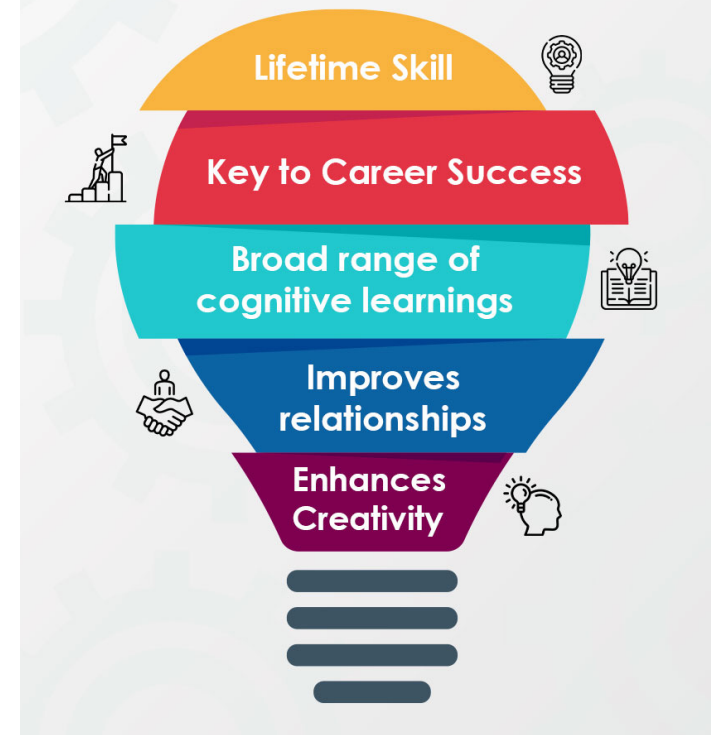 Lifetime Skill
Key to Career Success
Broad range of
cognitive learnings
Improves
relationships
Enhances
Creativity